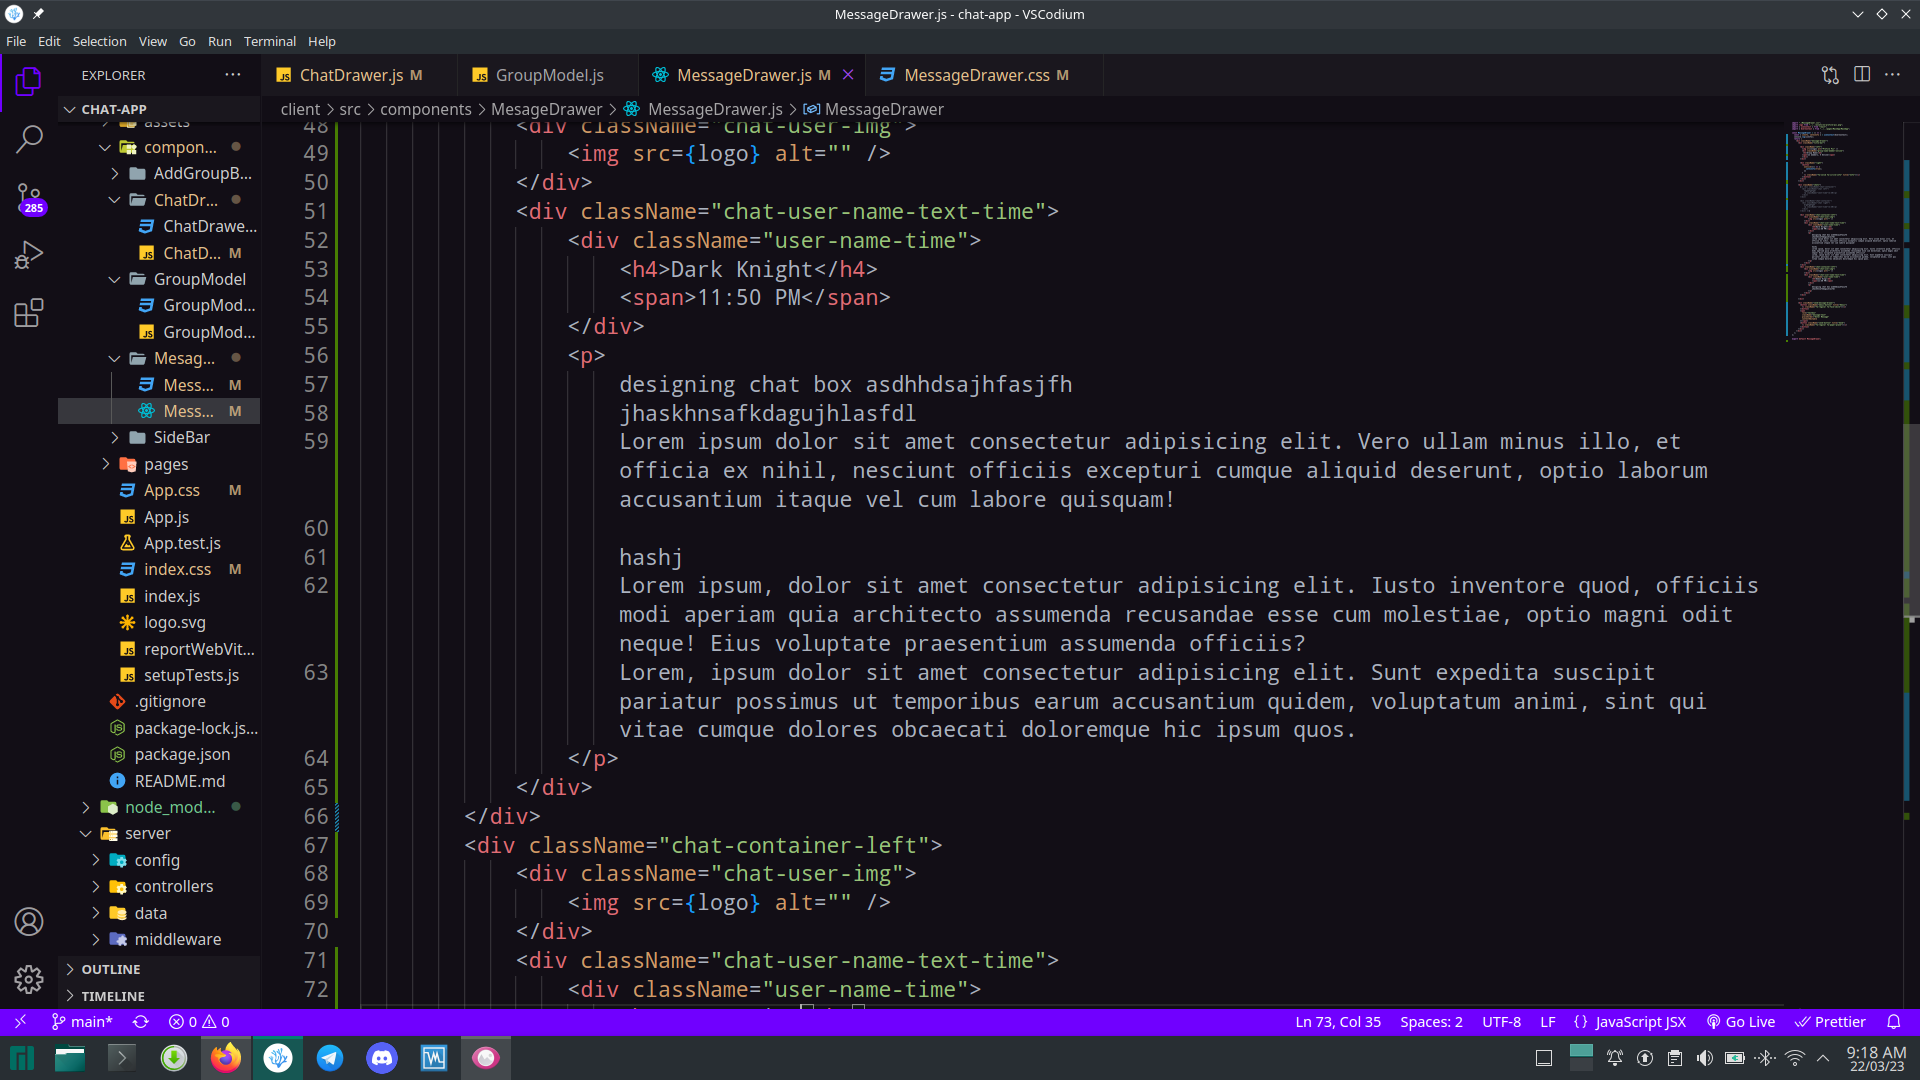 MessageDrawer.js - chat-app - VSCodium
File Edit Selection View Go Run Terminal Help
EXPLORER
CHAT-APP
assets
compon...
AddGroupB...
ChatDr...
ChatDrawe...
ChatD... M
GroupModel
GroupMod...
GroupMod...
Mesag...
Mess... M
Mess... M
SideBar
pages
App.css M
App.js
App.test.js
index.css M
index.js
logo.svg
reportWebVit...
setupTests.js
.gitignore
package-lock.js...
package.json
README.md
node_mod...
server
config
controllers
data
middleware
OUTLINE
TIMELINE
285
ChatDrawer.js M GroupModel.js MessageDrawer.js M MessageDrawer.css M
client > src > components > MesageDrawer > MessageDrawer.js > MessageDrawer
48 <div className="chat-user-img">
49 <img src={logo} alt="" />
50 </div>
51 <div className="chat-user-name-text-time">
52 <div className="user-name-time">
53 <h4>Dark Knight</h4>
54 <span>11:50 PM</span>
55 </div>
56 <p>
57 designing chat box asdhhdsajhfasjfh
58 jhaskhnsafkdagujhlasfdl
59 Lorem ipsum dolor sit amet consectetur adipisicing elit. Vero ullam minus illo, et
officia ex nihil, nesciunt officiis excepturi cumque aliquid deserunt, optio laborum
accusantium itaque vel cum labore quisquam!
60
61 hashj
62 Lorem ipsum, dolor sit amet consectetur adipisicing elit. Iusto inventore quod, officiis
modi aperiam quia architecto assumenda recusandae esse cum molestiae, optio magni odit
neque! Eius voluptate praesentium assumenda officiis?
63 Lorem, ipsum dolor sit amet consectetur adipisicing elit. Sunt expedita suscipit
pariatur possimus ut temporibus earum accusantium quidem, voluptatum animi, sint qui
vitae cumque dolores obcaecati doloremque hic ipsum quos.
64 </p>
65 </div>
66 </div>
67 <div className="chat-container-left">
68 <div className="chat-user-img">
69 <img src={logo} alt="" />
70 </div>
71 <div className="chat-user-name-text-time">
72 <div className="user-name-time">
main* 0 0 Ln 73, Col 35 Spaces: 2 UTF-8 LF {} JavaScript JSX Go Live Prettier
9:18 AM
22/03/23